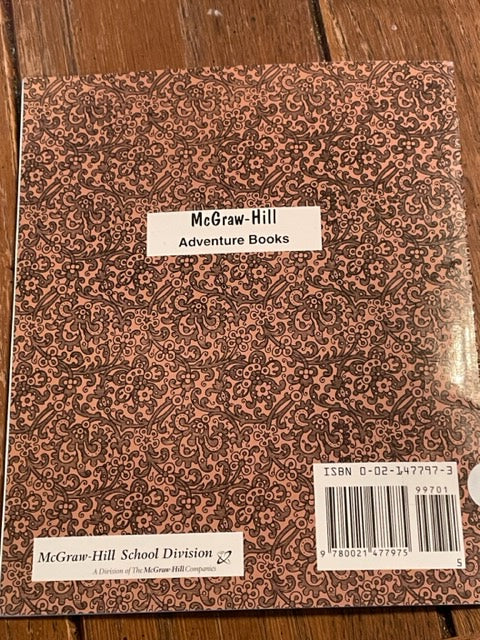 McGraw-Hill
Adventure Books
ISBN 0-02-147797-3
99701
9 780021 477975
5
McGraw-Hill School Division
A Division of The McGraw-Hill Companies